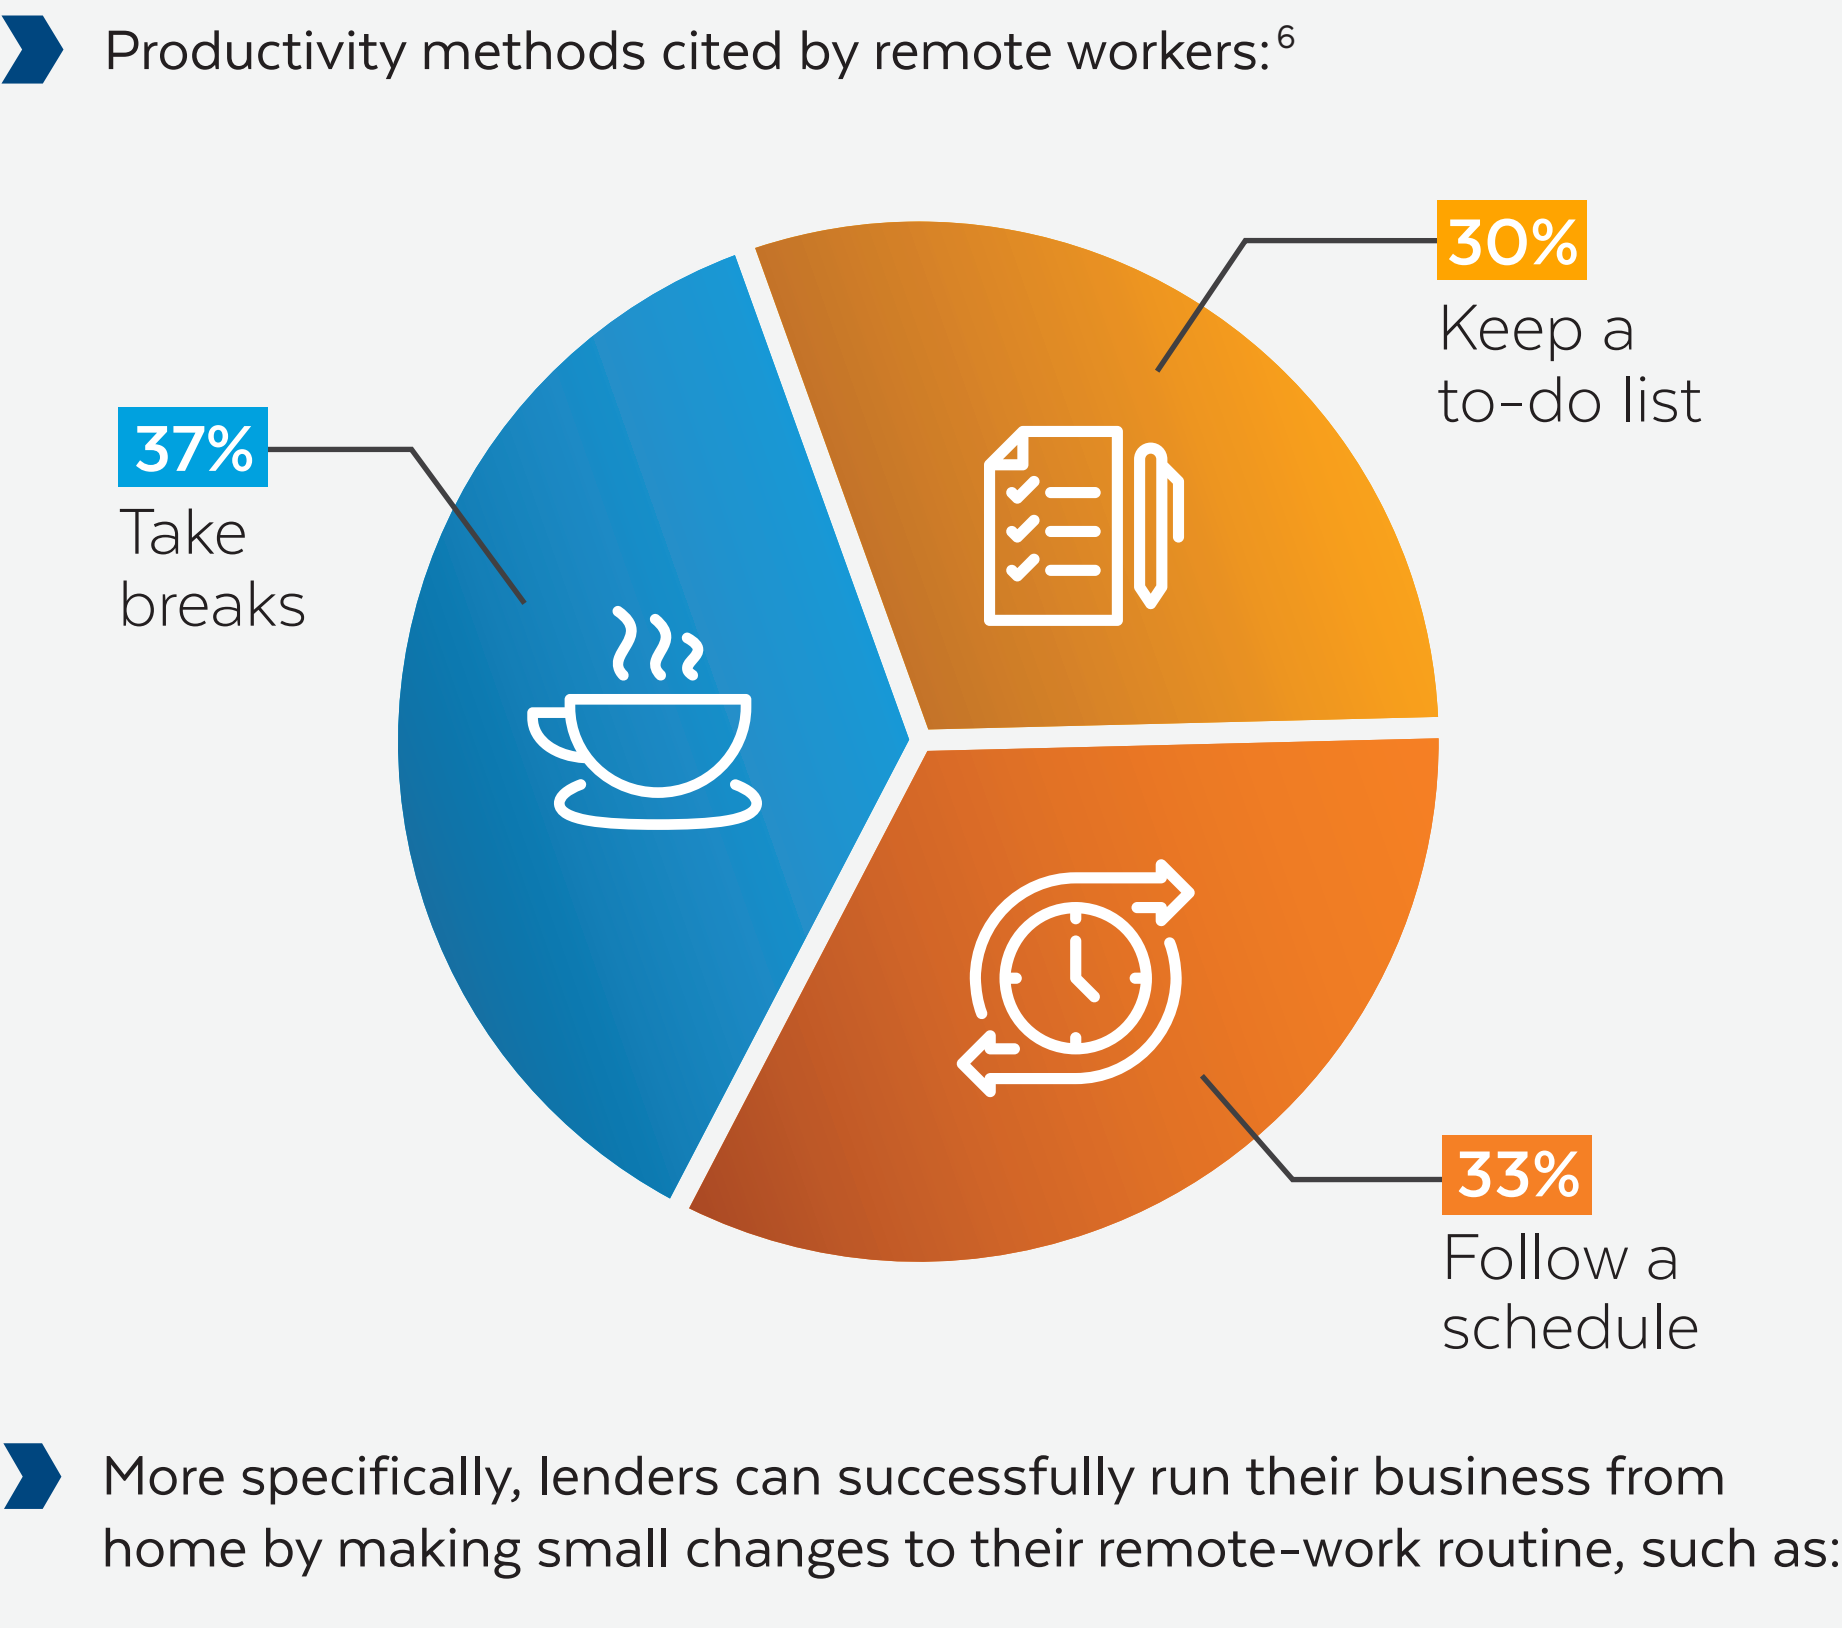 Productivity methods cited by remote workers:⁶
30%
Keep a
to-do list
37%
Take
breaks
33%
Follow a
schedule
More specifically, lenders can successfully run their business from
home by making small changes to their remote-work routine, such as: